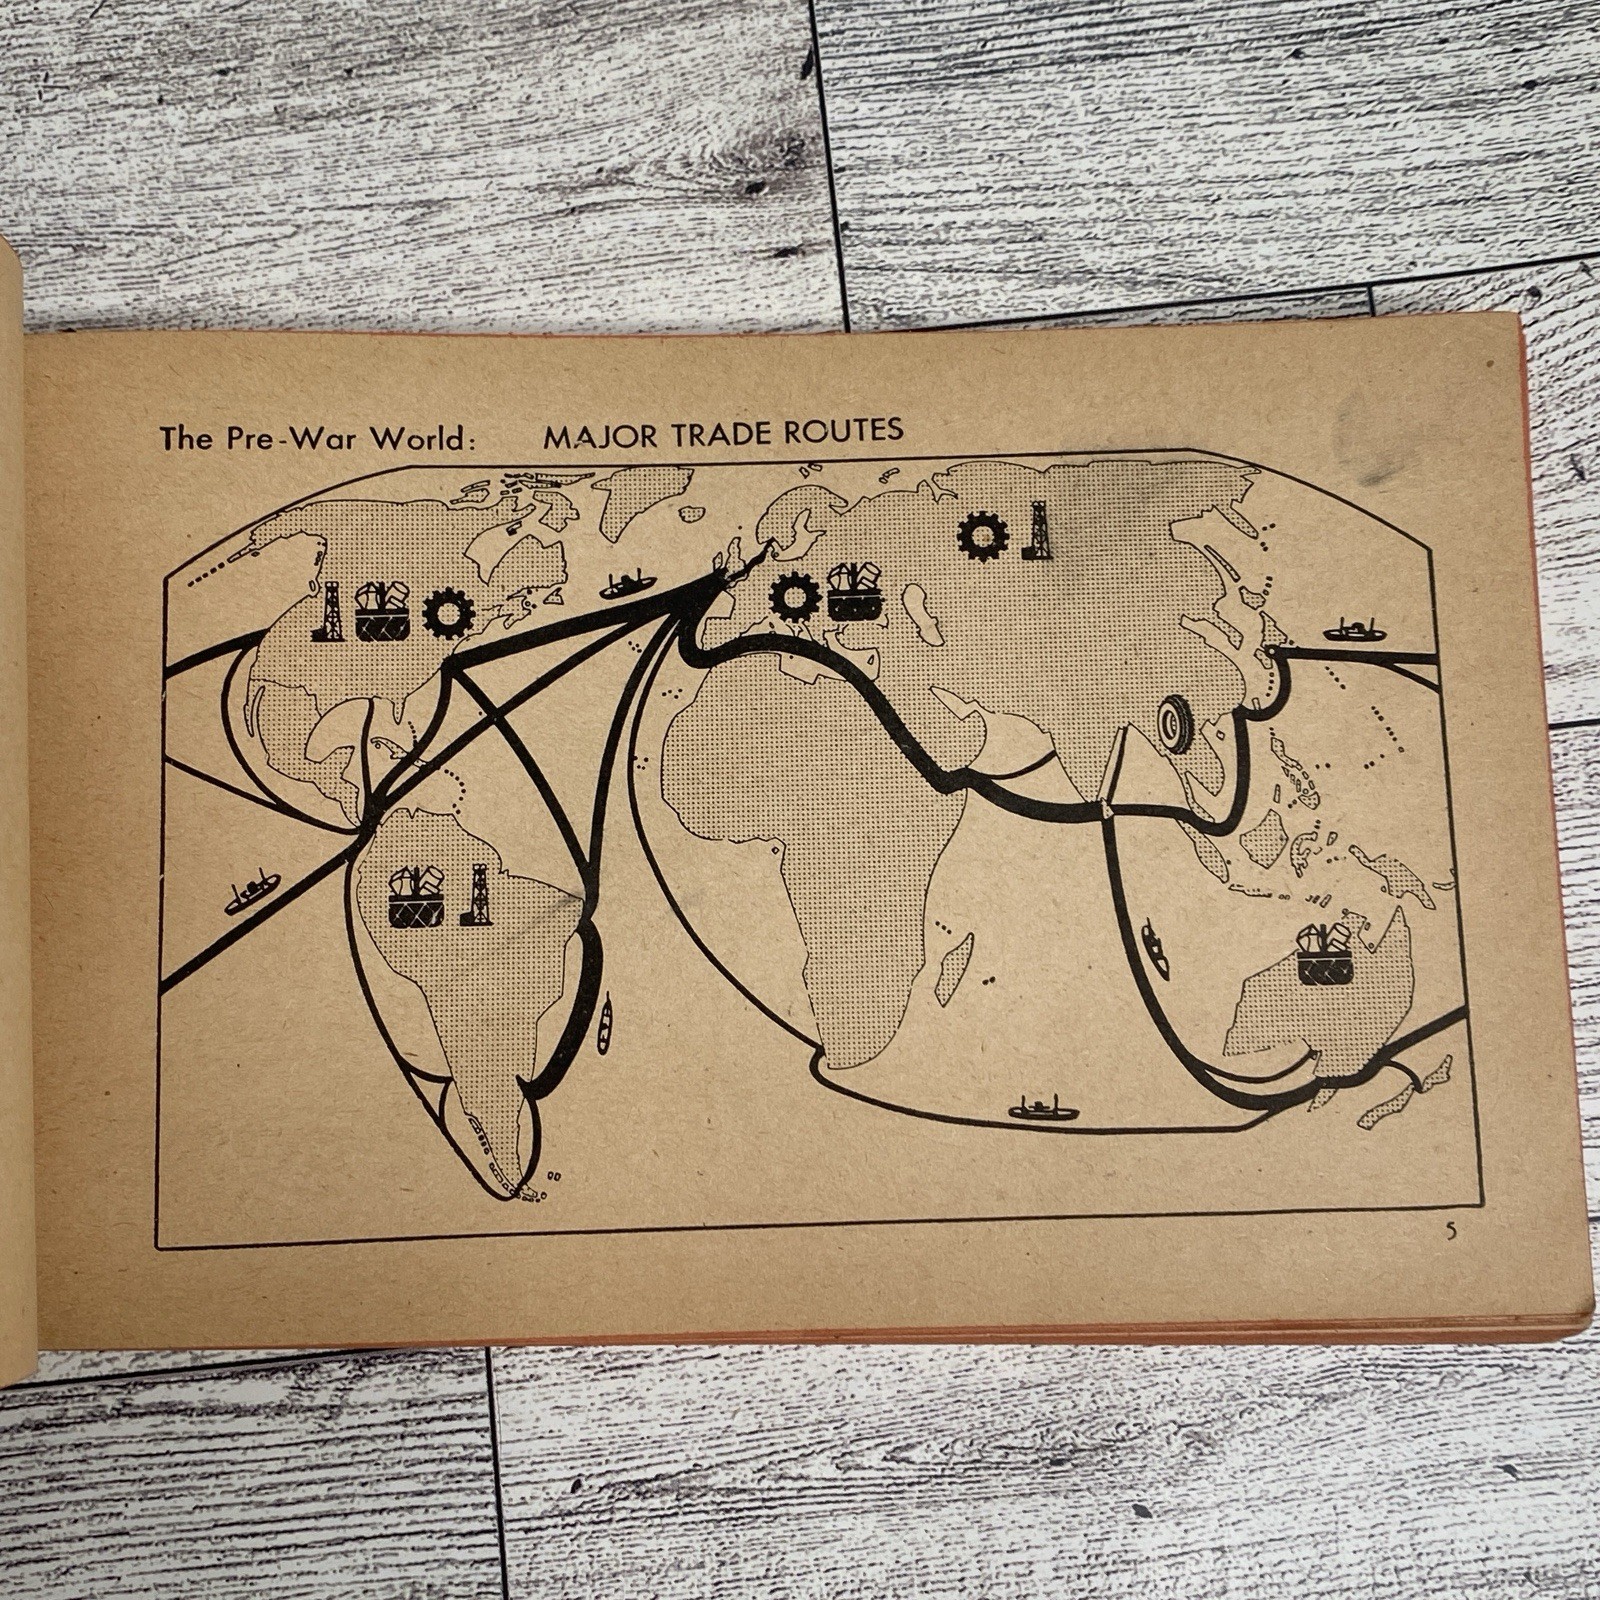 The Pre-War World: MAJOR TRADE ROUTES
5